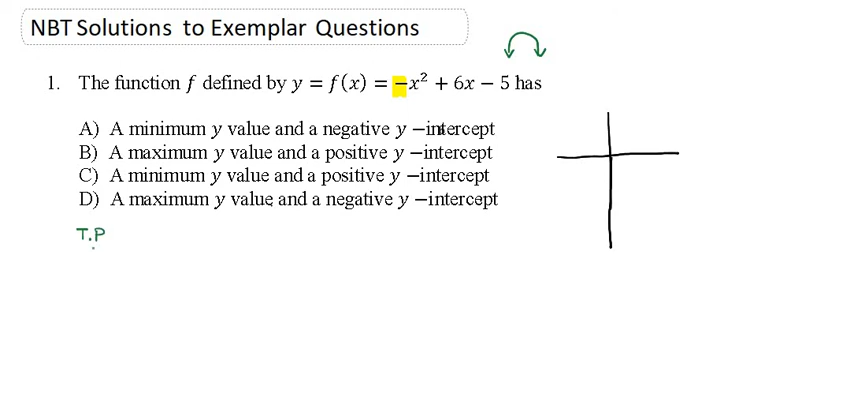 NBT Solutions to Exemplar Questions
1. The function f defined by y = f(x) = −x² + 6x − 5 has
A) A minimum y value and a negative y −intercept
B) A maximum y value and a positive y −intercept
C) A minimum y value and a positive y −intercept
D) A maximum y value and a negative y −intercept
T.P